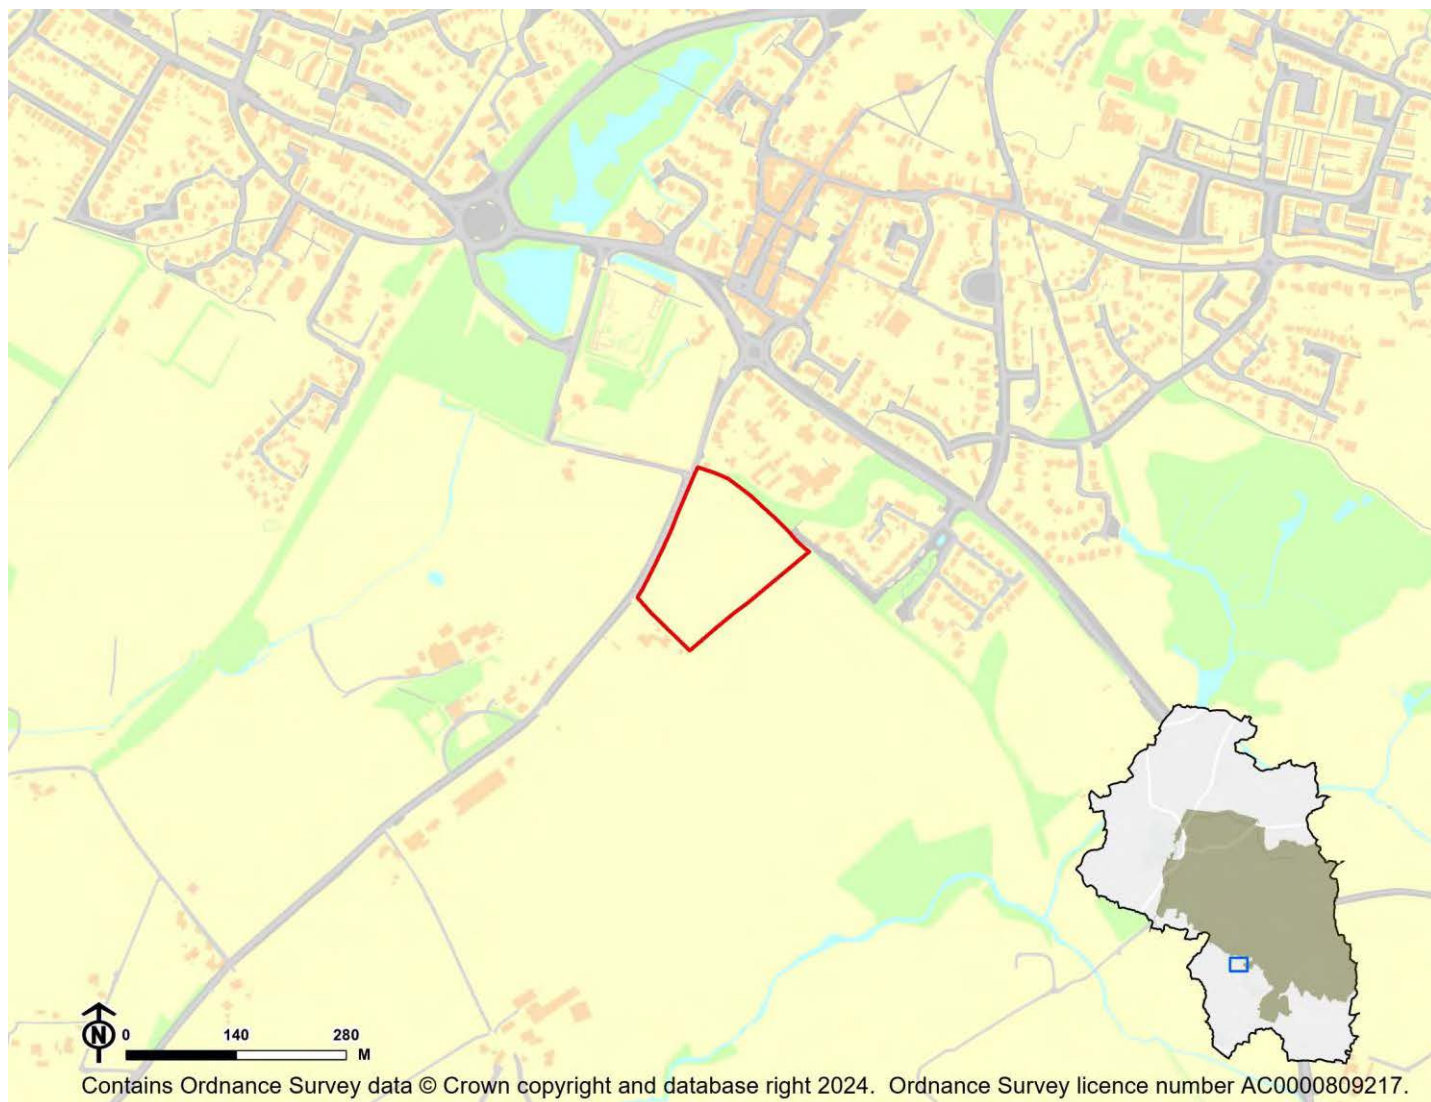 N
0 140 280
M
Contains Ordnance Survey data © Crown copyright and database right 2024. Ordnance Survey licence number AC0000809217.